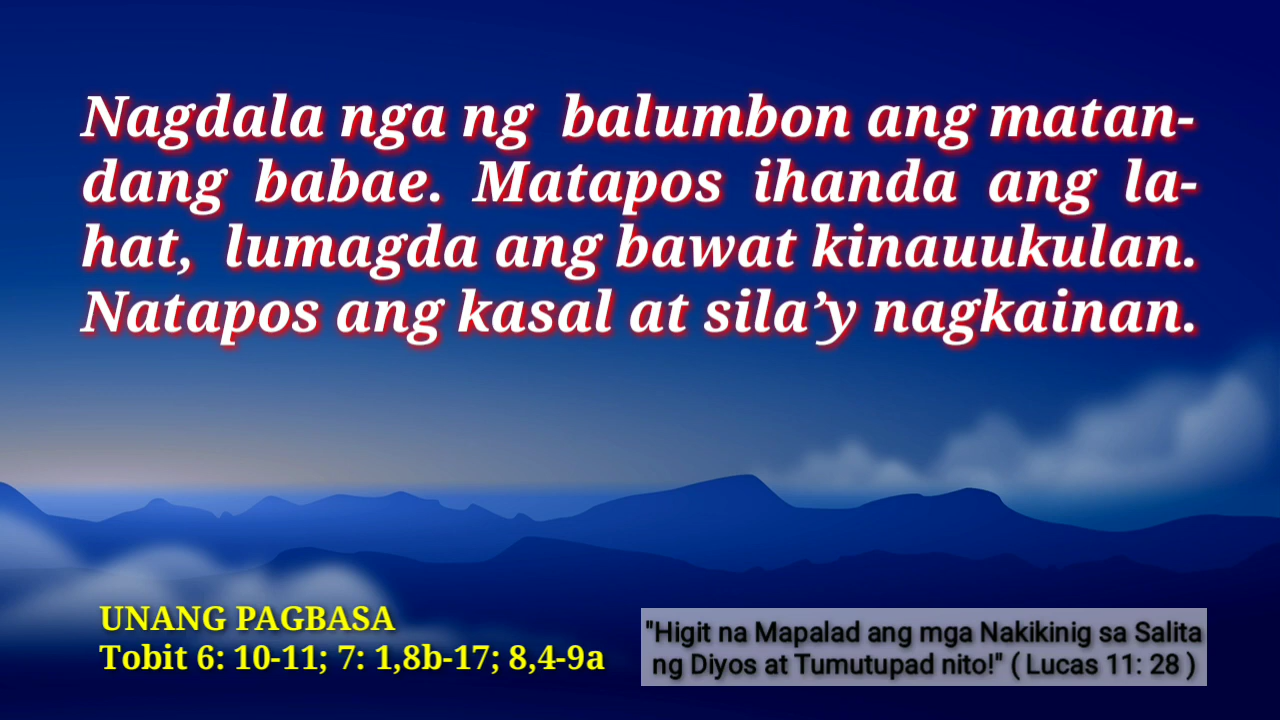 Nagdala nga ng balumbon ang matan-
dang babae. Matapos ihanda ang la-
hat, lumagda ang bawat kinauukulan.
Natapos ang kasal at sila’y nagkainan.
UNANG PAGBASA
Tobit 6: 10-11; 7: 1,8b-17; 8,4-9a
"Higit na Mapalad ang mga Nakikinig sa Salita
ng Diyos at Tumutupad nito!" ( Lucas 11: 28 )